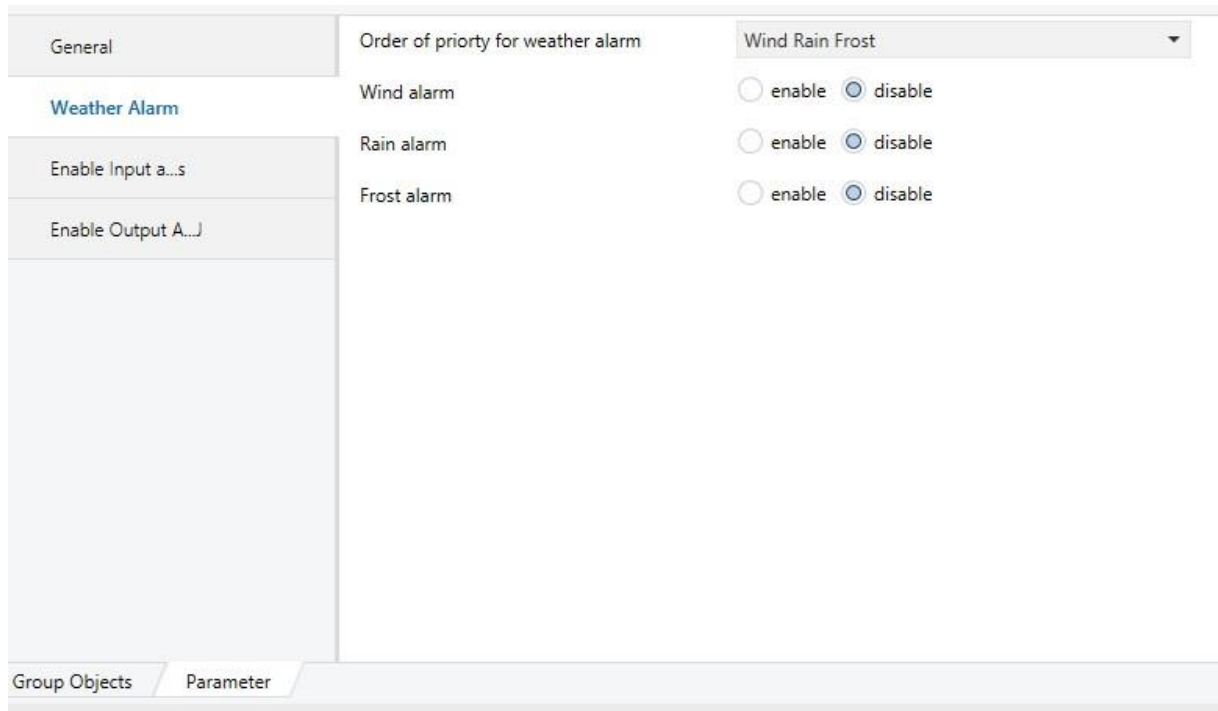 General
Weather Alarm
Enable Input a...s
Enable Output A...J
Order of priorty for weather alarm Wind Rain Frost
Wind alarm enable disable
Rain alarm enable disable
Frost alarm enable disable
Group Objects Parameter